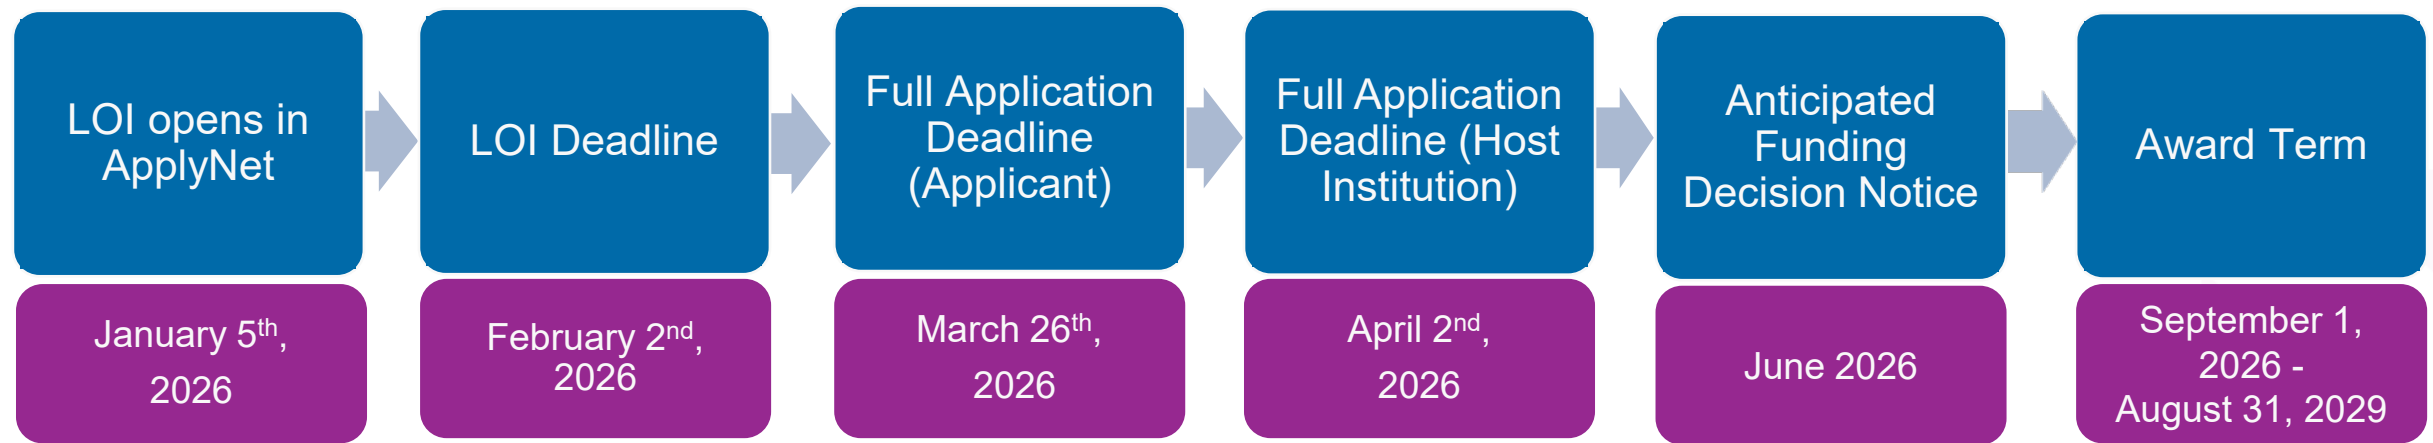 LOI opens in
ApplyNet
January 5th,
2026
LOI Deadline
February 2nd,
2026
Full Application
Deadline
(Applicant)
March 26th,
2026
Full Application
Deadline (Host
Institution)
April 2nd,
2026
Anticipated
Funding
Decision Notice
June 2026
Award Term
September 1,
2026 -
August 31, 2029